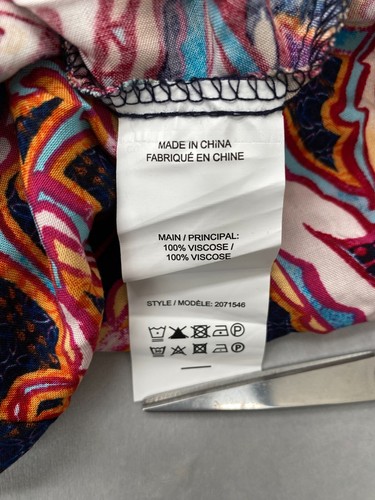 MADE IN CHINA
FABRIQUÉ EN CHINE
MAIN / PRINCIPAL:
100% VISCOSE /
100% VISCOSE
STYLE / MODÈLE: 2071546